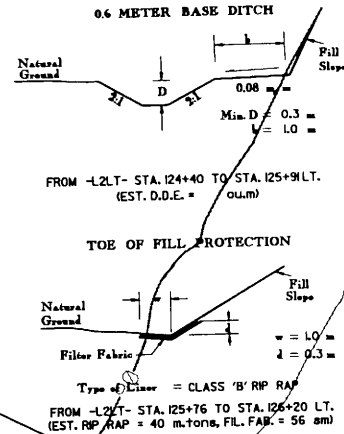 0.6 METER BASE DITCH
b
Natural
Ground
Fill
Slope
D
2:1
2:1
0.08 m
Min. D = 0.3 m
b = 1.0 m
FROM -L2LT- STA. 124+40 TO STA. 125+91 LT.
(EST. D.D.E. = cu.m)
TOE OF FILL PROTECTION
w
Natural
Ground
Fill
Slope
d
Filter Fabric
w = 1.0 m
d = 0.3 m
Type of Liner = CLASS 'B' RIP RAP
FROM -L2LT- STA. 125+76 TO STA. 126+20 LT.
(EST. RIP RAP = 40 m.tons, FIL. FAB. = 56 sm)